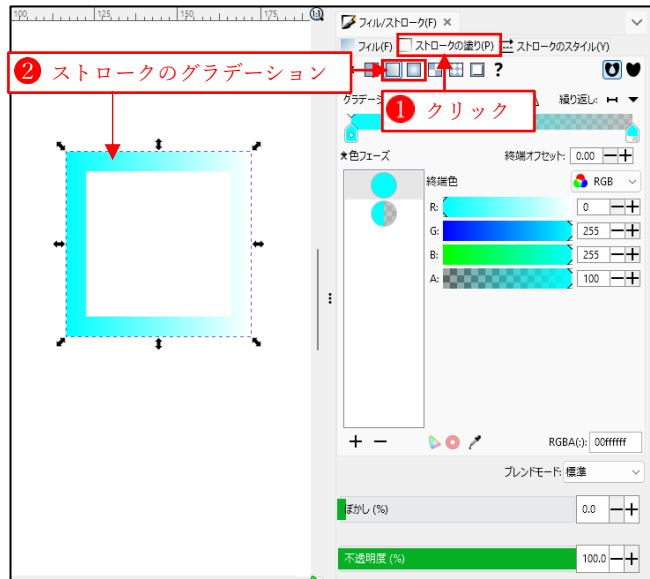 100 125 150 175 1:1
フィル/ストローク(F) ×
フィル(F) ストロークの塗り(P) ストロークのスタイル(Y)
❷ ストロークのグラデーション
?
グラデーシ
❶ クリック
繰り返し:
色フェーズ
終端オフセット: 0.00
終端色 RGB
R: 0
G: 255
B: 255
A: 100
RGBA(:): 00ffffff
ブレンドモード: 標準
ぼかし (%) 0.0
不透明度 (%) 100.0